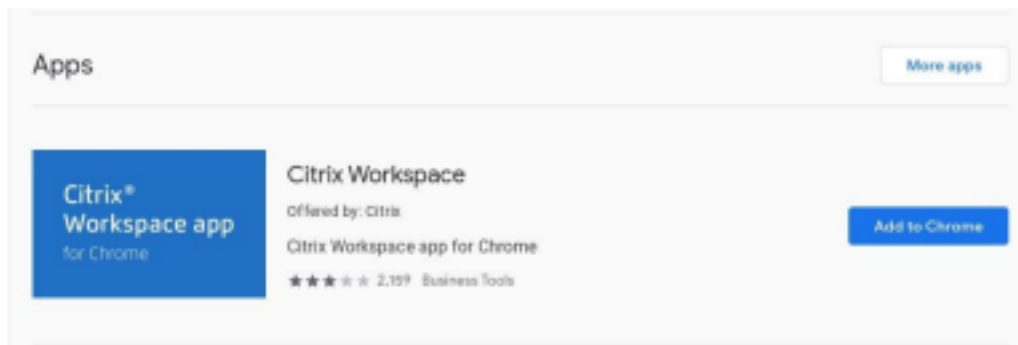 Apps
More apps
Citrix®
Workspace app
for Chrome
Citrix Workspace
Offered by: Citrix
Citrix Workspace app for Chrome
2,159 Business Tools
Add to Chrome